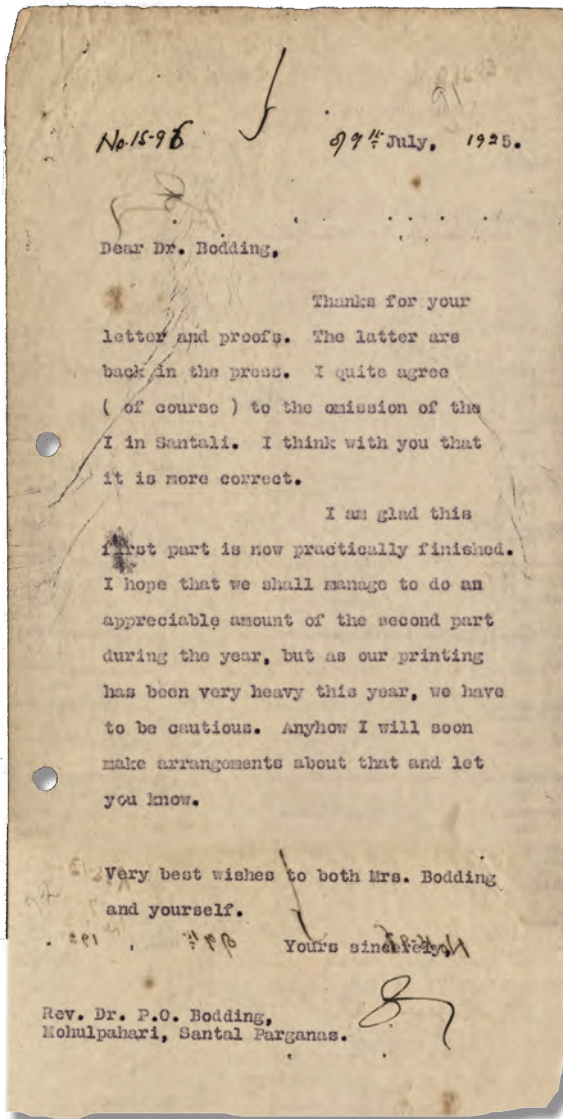 No. 1596
9th July, 1925.
Dear Dr. Bodding,
Thanks for your
letter and proofs. The latter are
back in the press. I quite agree
( of course ) to the omission of the
I in Santali. I think with you that
it is more correct.
I am glad this
first part is now practically finished.
I hope that we shall manage to do an
appreciable amount of the second part
during the year, but as our printing
has been very heavy this year, we have
to be cautious. Anyhow I will soon
make arrangements about that and let
you know.
Very best wishes to both Mrs. Bodding
and yourself.
Yours sincerely,
Rev. Dr. P.O. Bodding,
Mohulpahari, Santal Parganas.